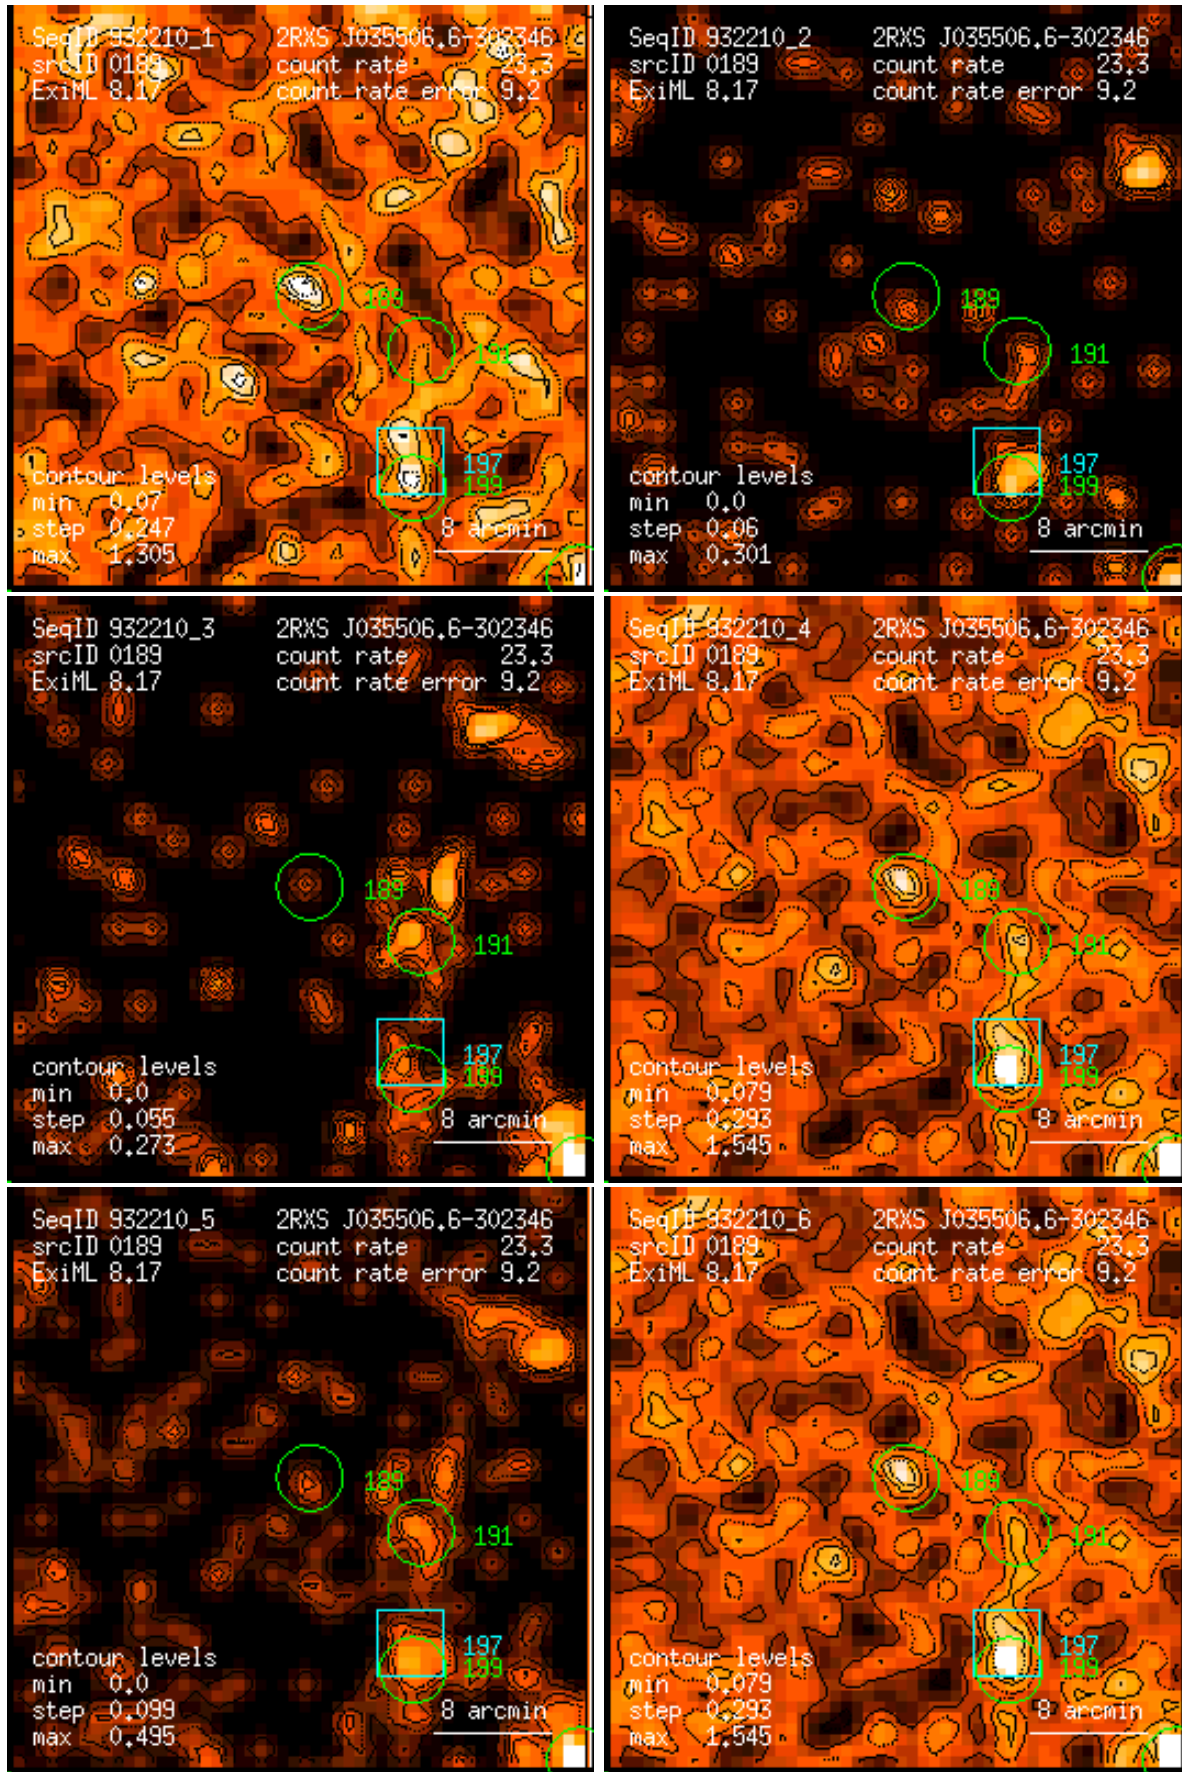 SeqID 932210_1 2RXS J035506.6-302346
srcID 0189 count rate 23.3
ExiML 8.17 count rate error 9.2
189
191
197
199
contour levels
min 0.07
step 0.247
max 1.305
8 arcmin
SeqID 932210_2 2RXS J035506.6-302346
srcID 0189 count rate 23.3
ExiML 8.17 count rate error 9.2
189
191
197
199
contour levels
min 0.0
step 0.06
max 0.301
8 arcmin
SeqID 932210_3 2RXS J035506.6-302346
srcID 0189 count rate 23.3
ExiML 8.17 count rate error 9.2
189
191
197
199
contour levels
min 0.0
step 0.055
max 0.273
8 arcmin
SeqID 932210_4 2RXS J035506.6-302346
srcID 0189 count rate 23.3
ExiML 8.17 count rate error 9.2
189
191
197
199
contour levels
min 0.079
step 0.293
max 1.545
8 arcmin
SeqID 932210_5 2RXS J035506.6-302346
srcID 0189 count rate 23.3
ExiML 8.17 count rate error 9.2
189
191
197
199
contour levels
min 0.0
step 0.099
max 0.495
8 arcmin
SeqID 932210_6 2RXS J035506.6-302346
srcID 0189 count rate 23.3
ExiML 8.17 count rate error 9.2
189
191
197
199
contour levels
min 0.079
step 0.293
max 1.545
8 arcmin